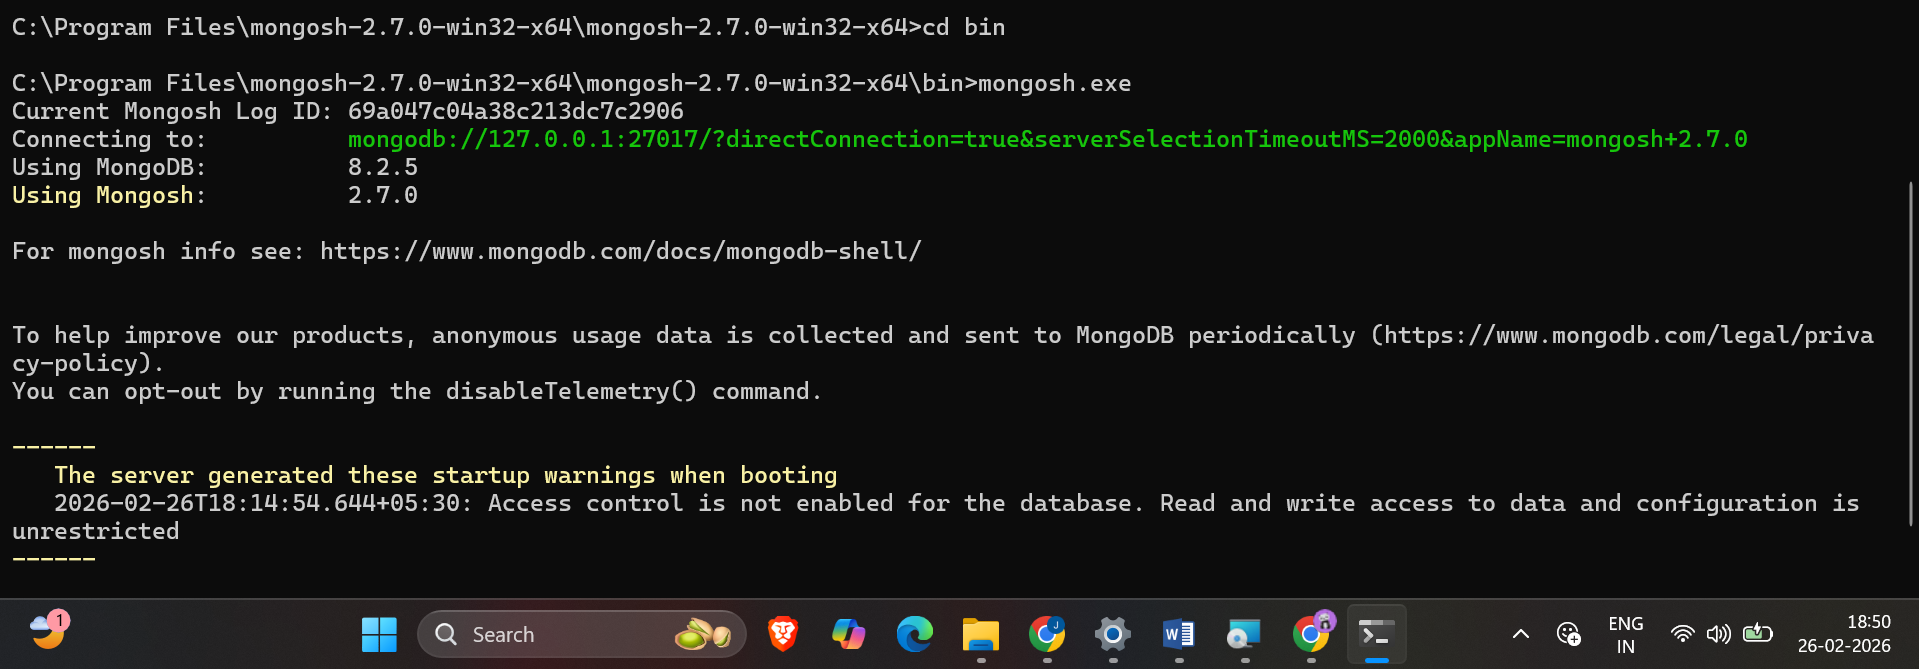 C:\Program Files\mongosh-2.7.0-win32-x64\mongosh-2.7.0-win32-x64>cd bin
C:\Program Files\mongosh-2.7.0-win32-x64\mongosh-2.7.0-win32-x64\bin>mongosh.exe
Current Mongosh Log ID: 69a047c04a38c213dc7c2906
Connecting to: mongodb://127.0.0.1:27017/?directConnection=true&serverSelectionTimeoutMS=2000&appName=mongosh+2.7.0
Using MongoDB: 8.2.5
Using Mongosh: 2.7.0
For mongosh info see: https://www.mongodb.com/docs/mongodb-shell/
To help improve our products, anonymous usage data is collected and sent to MongoDB periodically (https://www.mongodb.com/legal/priva
cy-policy).
You can opt-out by running the disableTelemetry() command.
------
The server generated these startup warnings when booting
2026-02-26T18:14:54.644+05:30: Access control is not enabled for the database. Read and write access to data and configuration is
unrestricted
------
1
Search
J
W
ENG
IN
18:50
26-02-2026